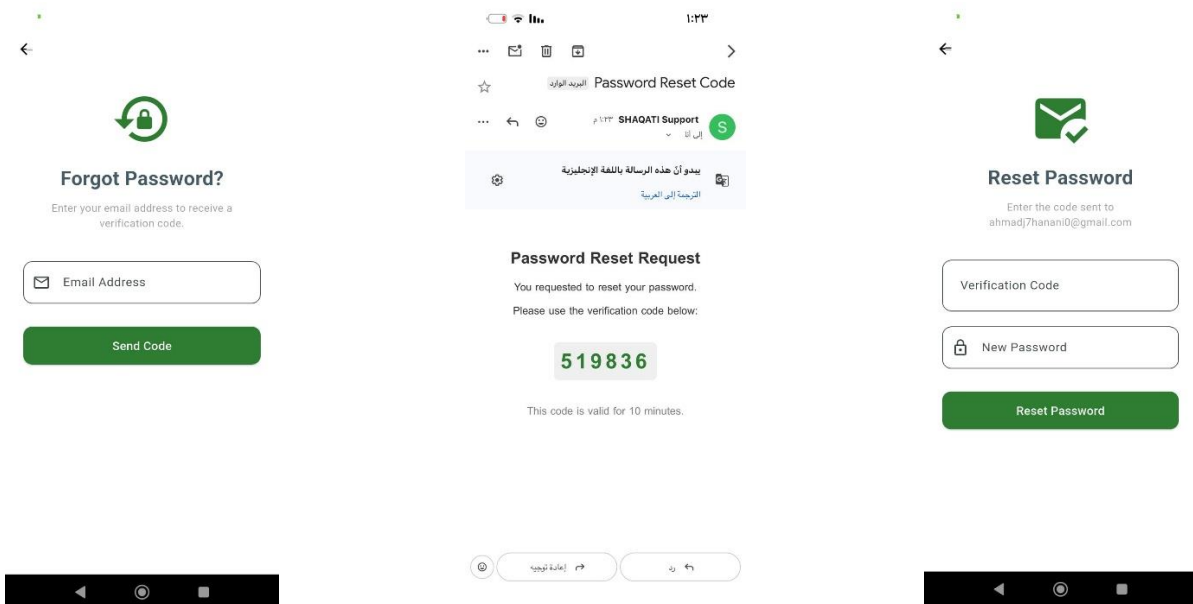 Forgot Password?
Enter your email address to receive a
verification code.
Email Address
Send Code
١:٢٣
Password Reset Code البريد الوارد
SHAQATI Support ١:٢٣ م
S
إلى أنا
يبدو أنّ هذه الرسالة باللغة الإنجليزية
الترجمة إلى العربية
Password Reset Request
You requested to reset your password.
Please use the verification code below:
519836
This code is valid for 10 minutes.
رد
إعادة توجيه
Reset Password
Enter the code sent to
ahmadj7hanani0@gmail.com
Verification Code
New Password
Reset Password